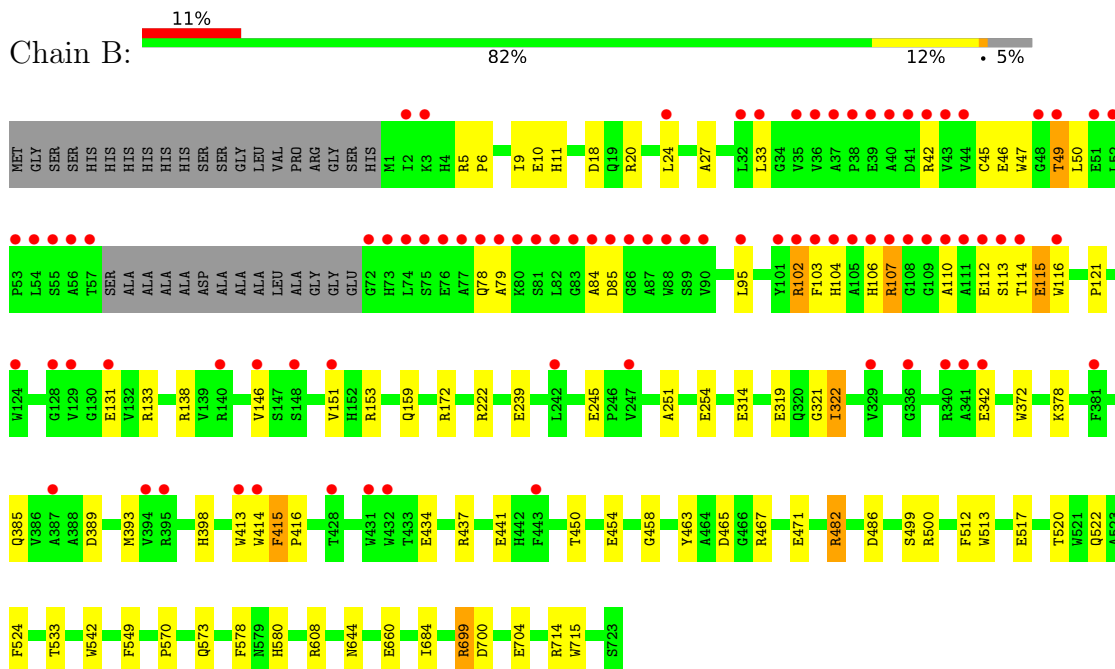 11%
Chain B:
82% 12% • 5%
MET GLY SER SER HIS HIS HIS HIS HIS HIS SER SER GLY LEU VAL PRO ARG GLY SER HIS M1 I2 K3 H4 R5 P6 I9 E10 H11 D18 Q19 R20 L24 A27 L32 L33 G34 V35 V36 A37 P38 E39 A40 D41 R42 V43 V44 C45 E46 W47 G48 T49 L50 E51 L52
P53 L54 S55 A56 T57 SER ALA ALA ALA ALA ASP ALA ALA ALA LEU ALA GLY GLY GLU G72 H73 L74 S75 E76 A77 Q78 A79 K80 S81 L82 G83 A84 D85 G86 A87 W88 S89 V90 L95 Y101 R102 F103 H104 A105 H106 R107 G108 G109 A110 A111 E112 S113 T114 E115 W116 P121
W124 G128 V129 G130 E131 V132 R133 R138 V139 R140 V146 S147 S148 V151 H152 R153 Q159 R172 R222 E239 L242 E245 P246 V247 A251 E254 E314 E319 Q320 G321 T322 V329 G336 R340 A341 E342 W372 K378 F381
Q385 V386 A387 A388 D389 M393 V394 R395 H398 W413 W414 F415 P416 T428 W431 W432 T433 E434 R437 E441 H442 F443 T450 E454 G458 Y463 A464 D465 G466 R467 E471 R482 D486 S499 R500 F512 W513 E517 T520 W521 Q522 A523
F524 T533 W542 F549 P570 Q573 F578 N579 H580 R608 N644 E660 I684 R699 D700 E704 R714 W715 S723